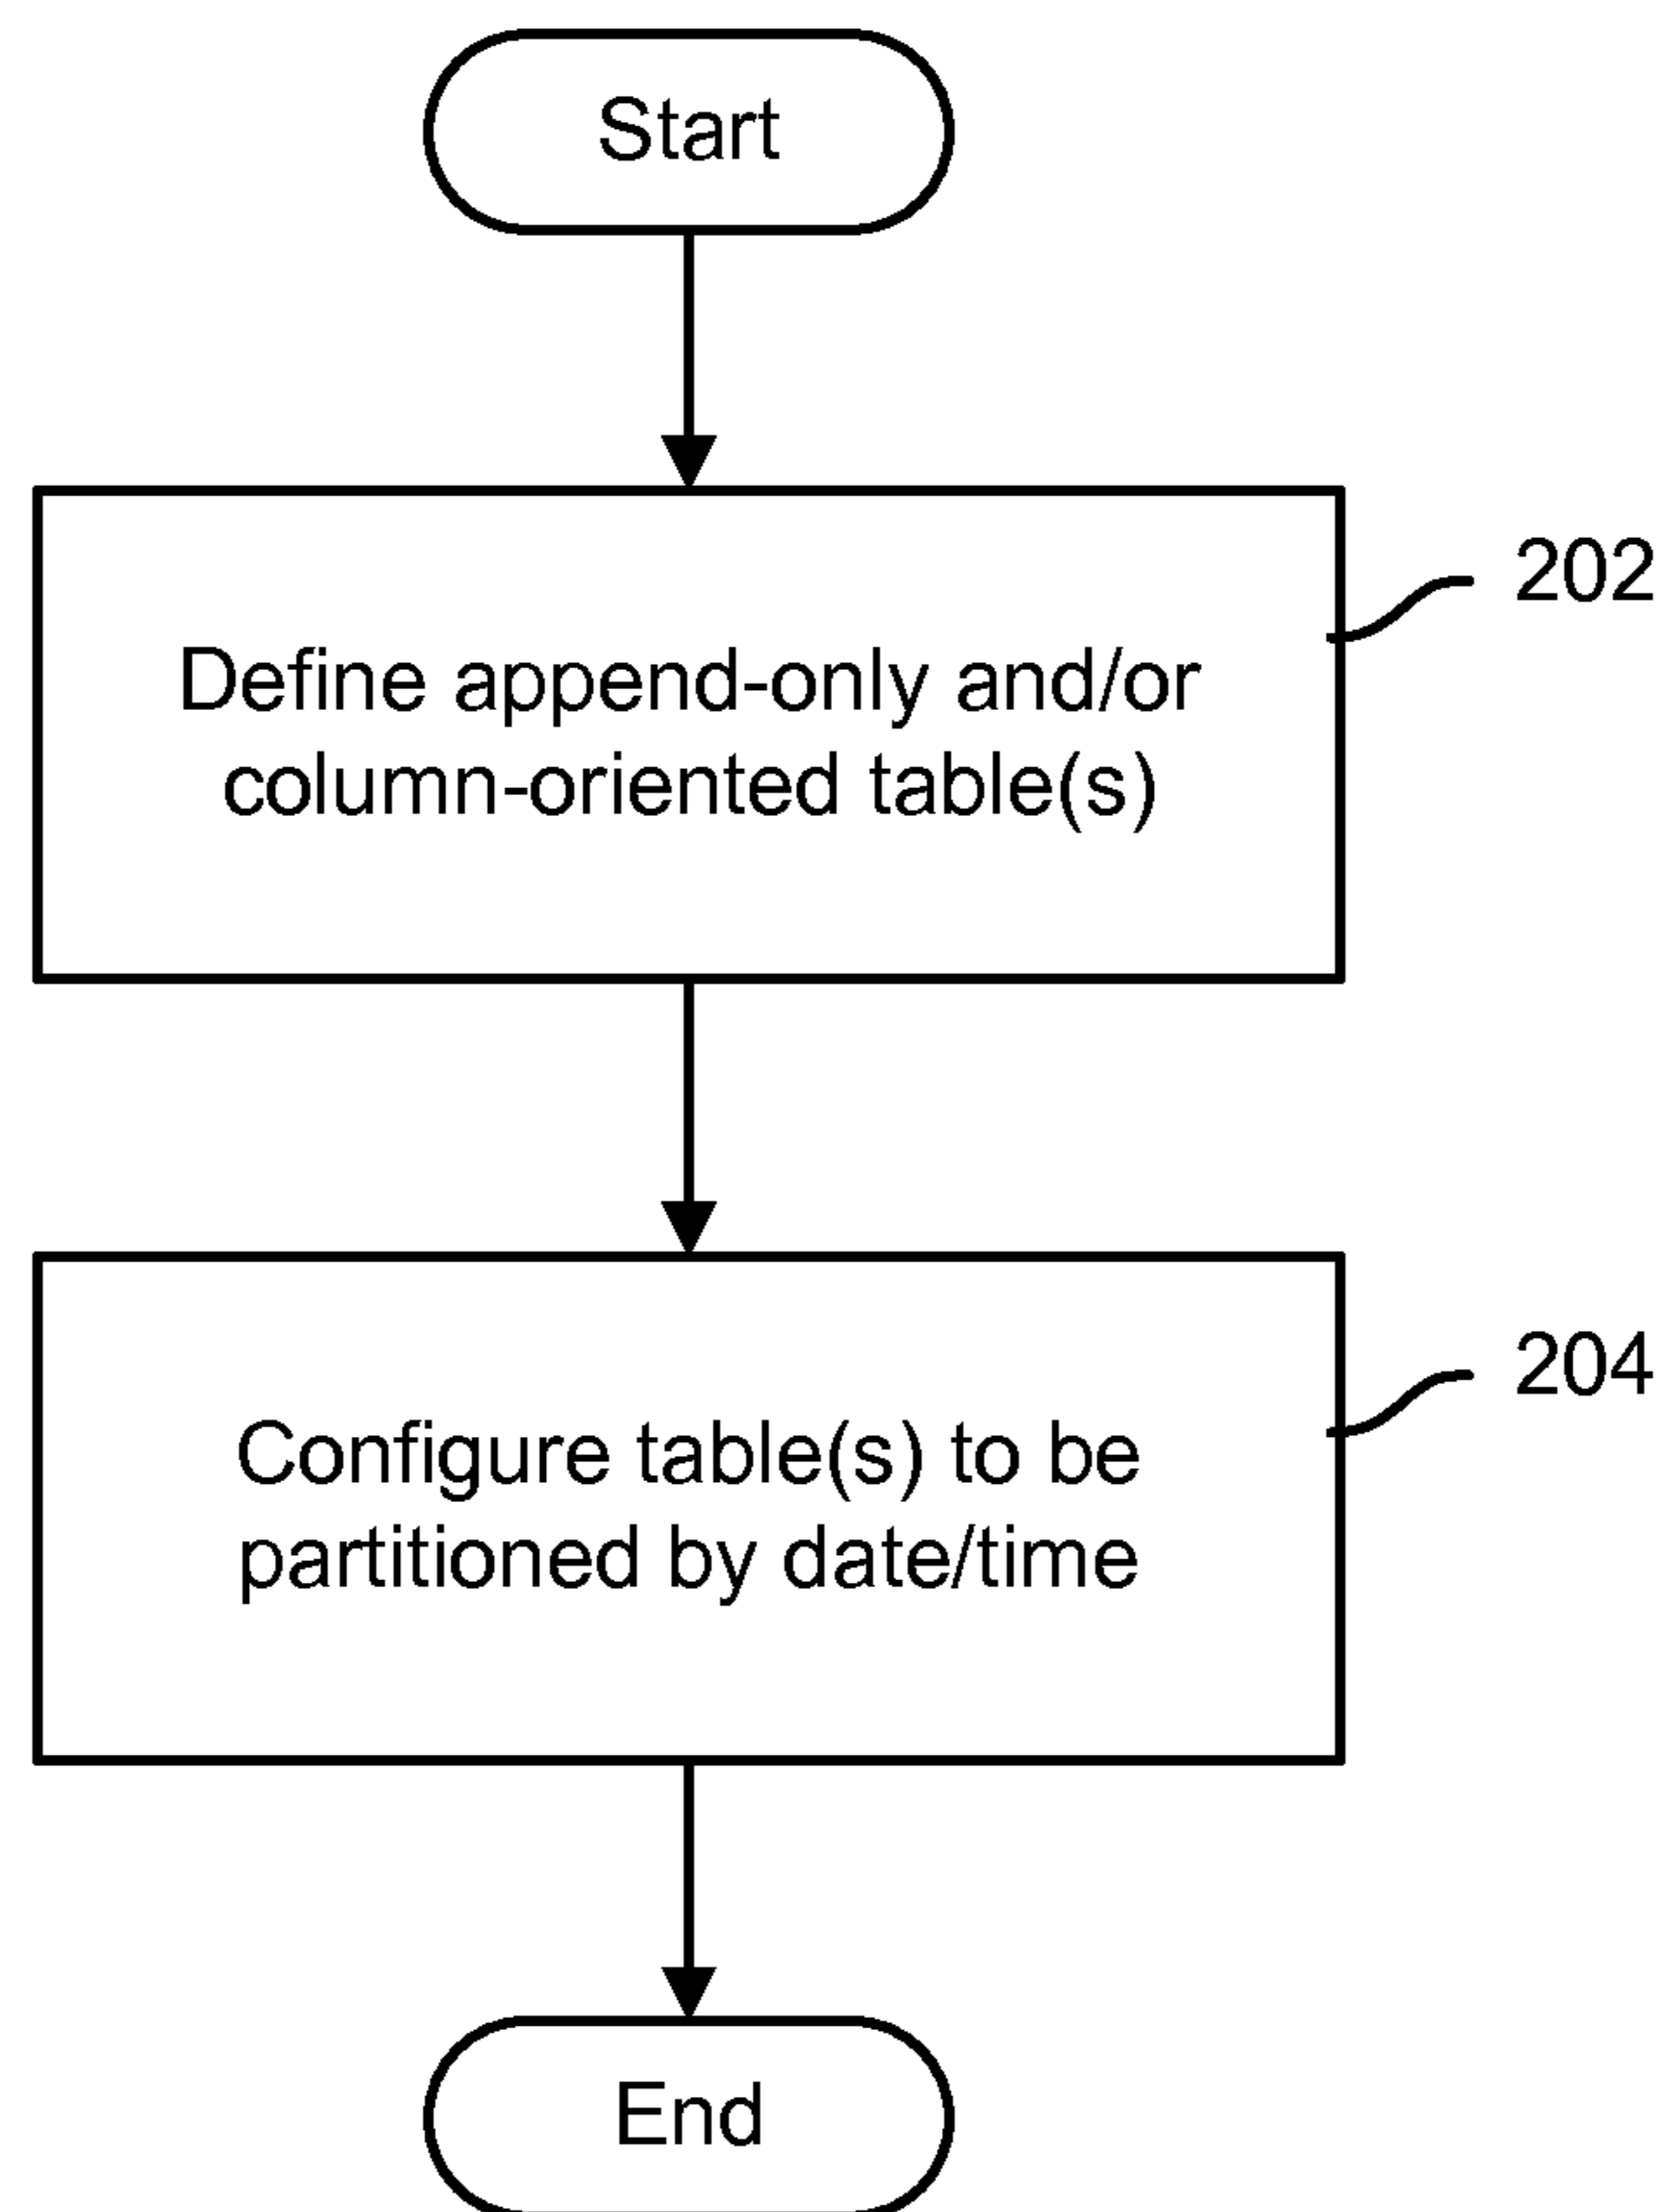 Start
202
Define append-only and/or
column-oriented table(s)
204
Configure table(s) to be
partitioned by date/time
End